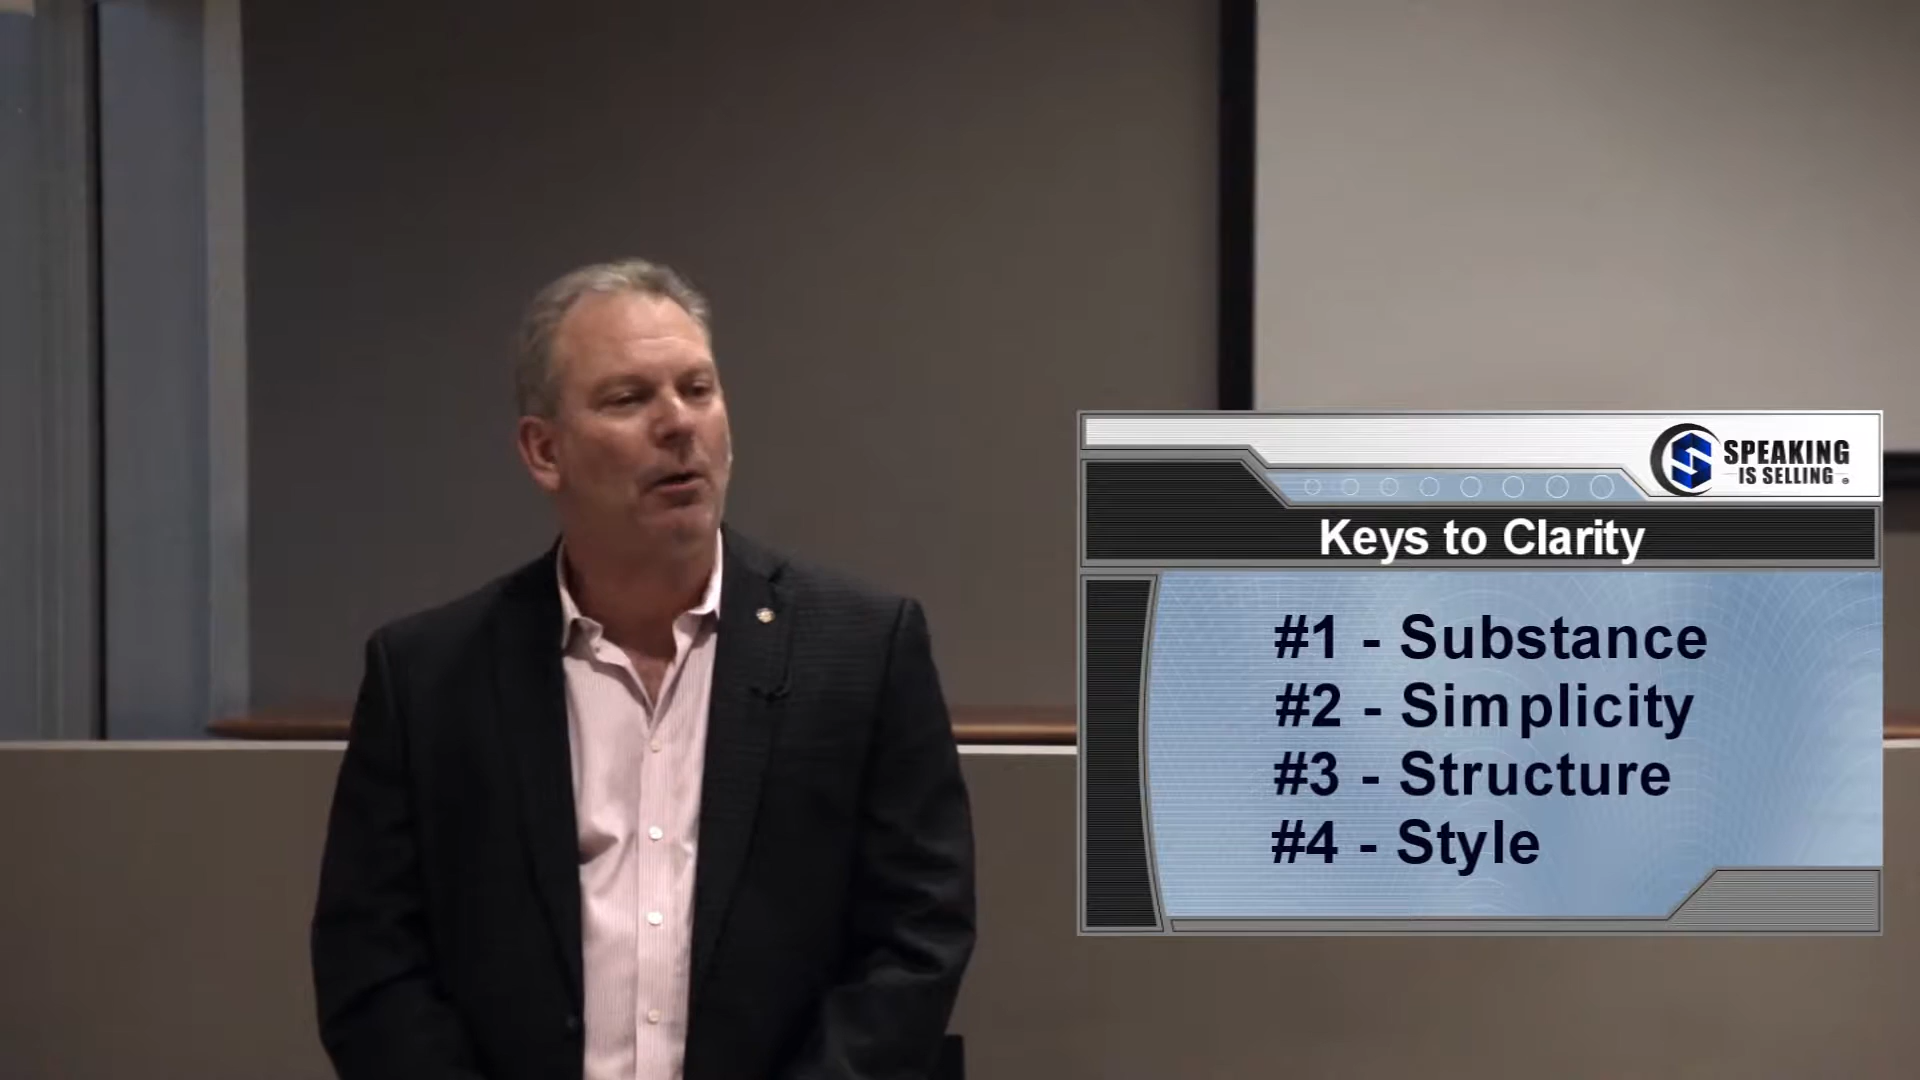 SPEAKING
IS SELLING
Keys to Clarity
#1 - Substance
#2 - Simplicity
#3 - Structure
#4 - Style